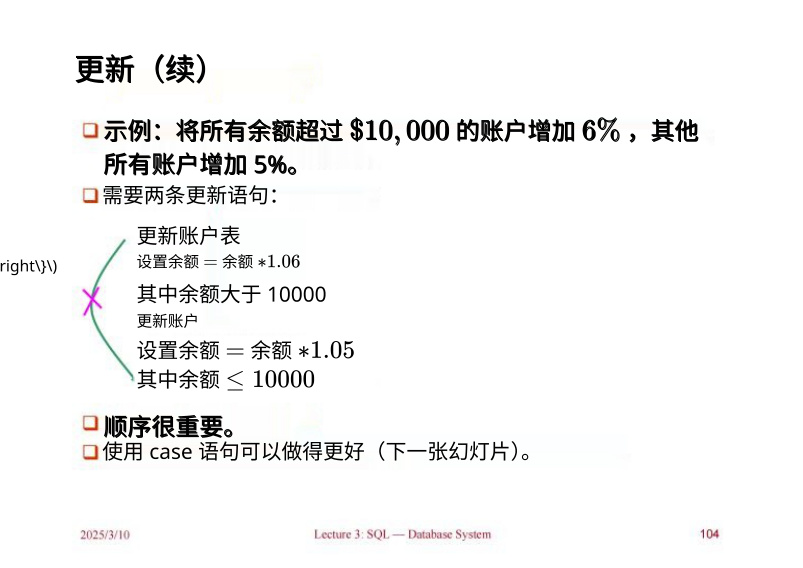 更新（续）
示例：将所有余额超过 $10,000 的账户增加 6% ，其他
所有账户增加 5%。
需要两条更新语句：
更新账户表
right\}\)
设置余额 = 余额 *1.06
其中余额大于 10000
更新账户
设置余额 = 余额 *1.05
其中余额 ≤ 10000
顺序很重要。
使用 case 语句可以做得更好（下一张幻灯片）。
2025/3/10
Lecture 3: SQL — Database System
104